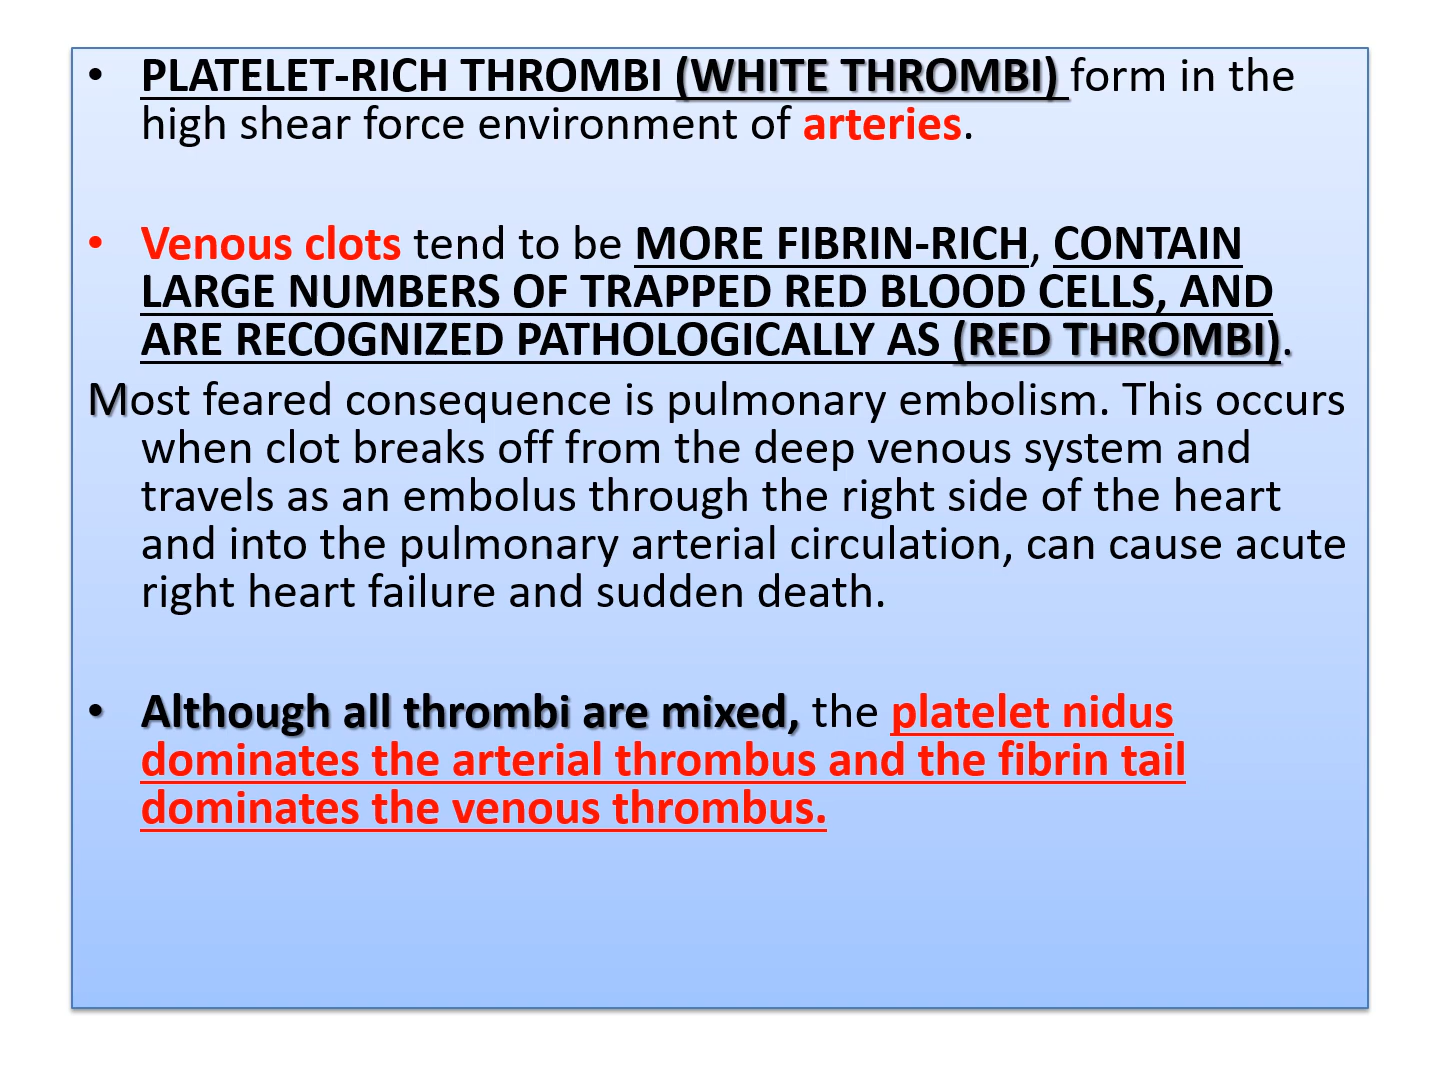 • PLATELET-RICH THROMBI (WHITE THROMBI) form in the
high shear force environment of arteries.
• Venous clots tend to be MORE FIBRIN-RICH, CONTAIN
LARGE NUMBERS OF TRAPPED RED BLOOD CELLS, AND
ARE RECOGNIZED PATHOLOGICALLY AS (RED THROMBI).
Most feared consequence is pulmonary embolism. This occurs
when clot breaks off from the deep venous system and
travels as an embolus through the right side of the heart
and into the pulmonary arterial circulation, can cause acute
right heart failure and sudden death.
• Although all thrombi are mixed, the platelet nidus
dominates the arterial thrombus and the fibrin tail
dominates the venous thrombus.